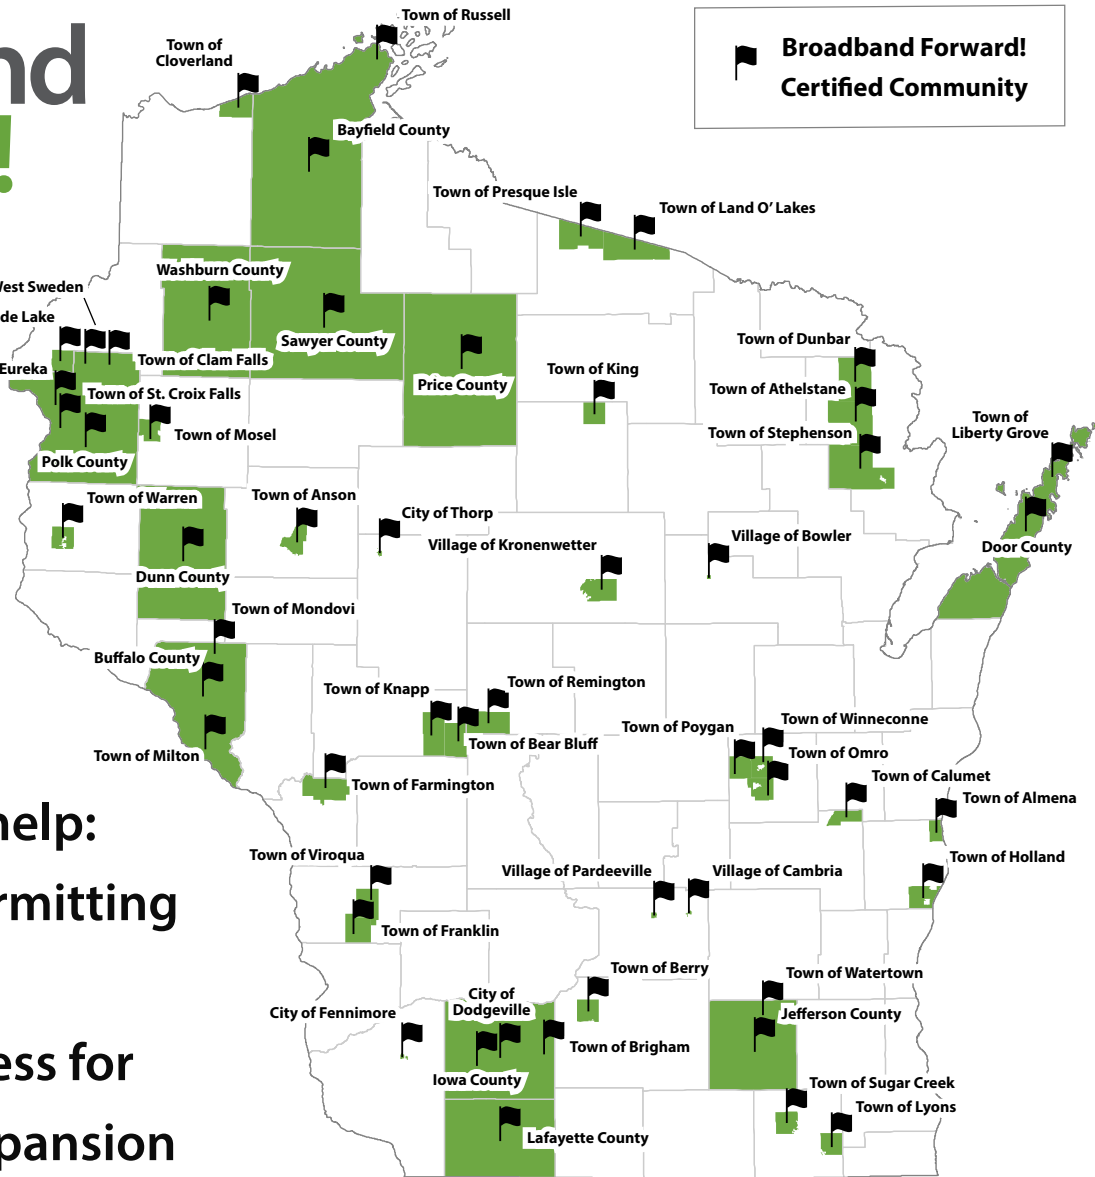 nd
!
Broadband Forward!
Certified Community
Town of Russell
Town of
Cloverland
Bayfield County
Town of Presque Isle
Town of Land O' Lakes
Washburn County
West Sweden
de Lake
Sawyer County
Town of Dunbar
Eureka
Town of Clam Falls
Town of King
Price County
Town of Athelstane
Town of St. Croix Falls
Town of
Liberty Grove
Town of Mosel
Town of Stephenson
Polk County
Town of Warren
Town of Anson
City of Thorp
Village of Kronenwetter
Village of Bowler
Door County
Dunn County
Town of Mondovi
Buffalo County
Town of Knapp
Town of Remington
Town of Poygan
Town of Winneconne
Town of Bear Bluff
Town of Omro
Town of Milton
Town of Farmington
Town of Calumet
Town of Almena
help:
Town of Viroqua
Village of Pardeeville
Village of Cambria
Town of Holland
rmitting
Town of Franklin
Town of Berry
Town of Watertown
City of
Dodgeville
City of Fennimore
Jefferson County
Town of Brigham
ess for
Iowa County
Town of Sugar Creek
Town of Lyons
Lafayette County
pansion